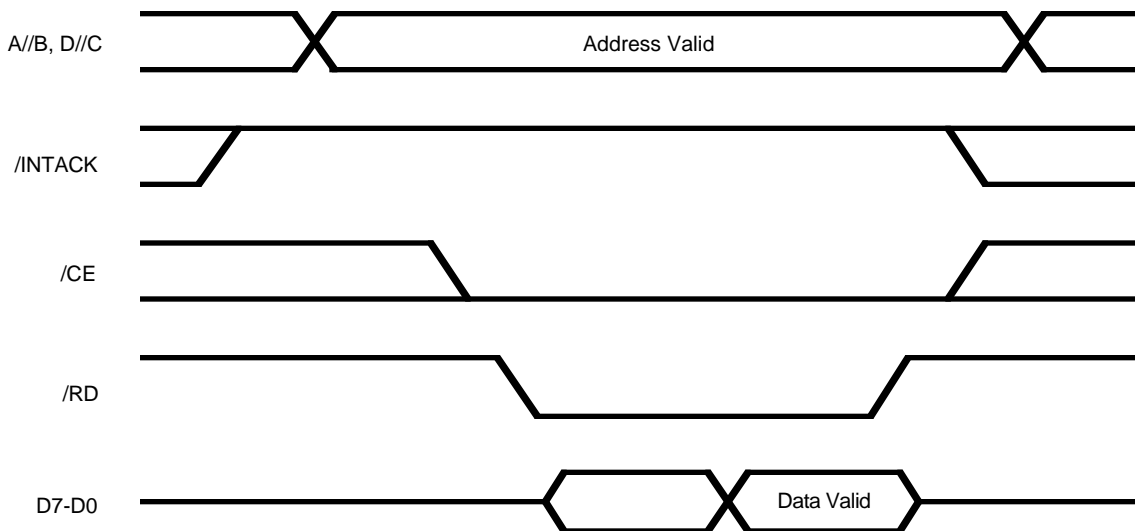 A//B, D//C
Address Valid
/INTACK
/CE
/RD
D7-D0
Data Valid